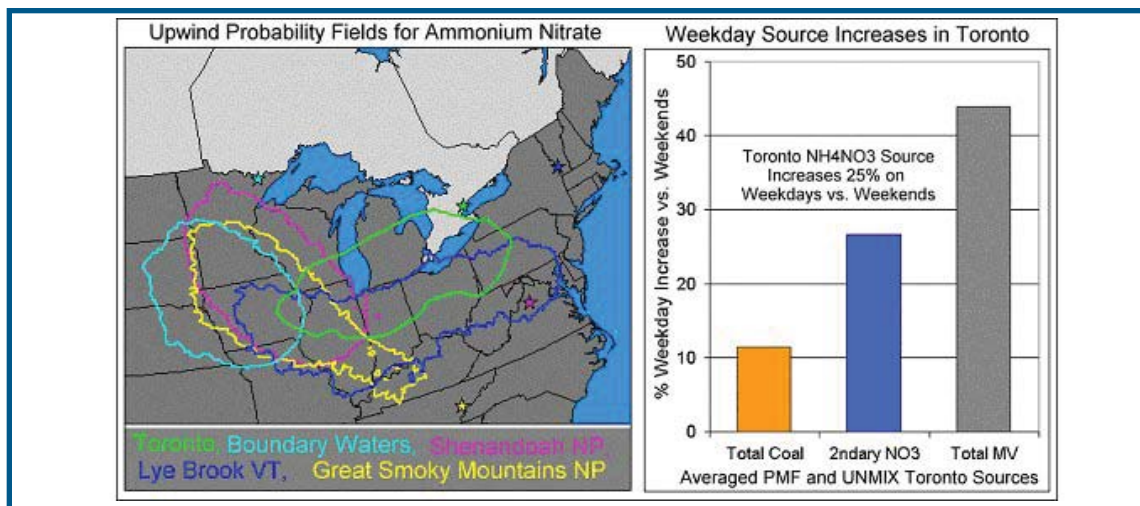 Upwind Probability Fields for Ammonium Nitrate
Toronto, Boundary Waters, Shenandoah NP,
Lye Brook VT, Great Smoky Mountains NP
Weekday Source Increases in Toronto
% Weekday Increase vs. Weekends
50
40
30
20
10
0
Toronto NH4NO3 Source
Increases 25% on
Weekdays vs. Weekends
Total Coal 2ndary NO3 Total MV
Averaged PMF and UNMIX Toronto Sources